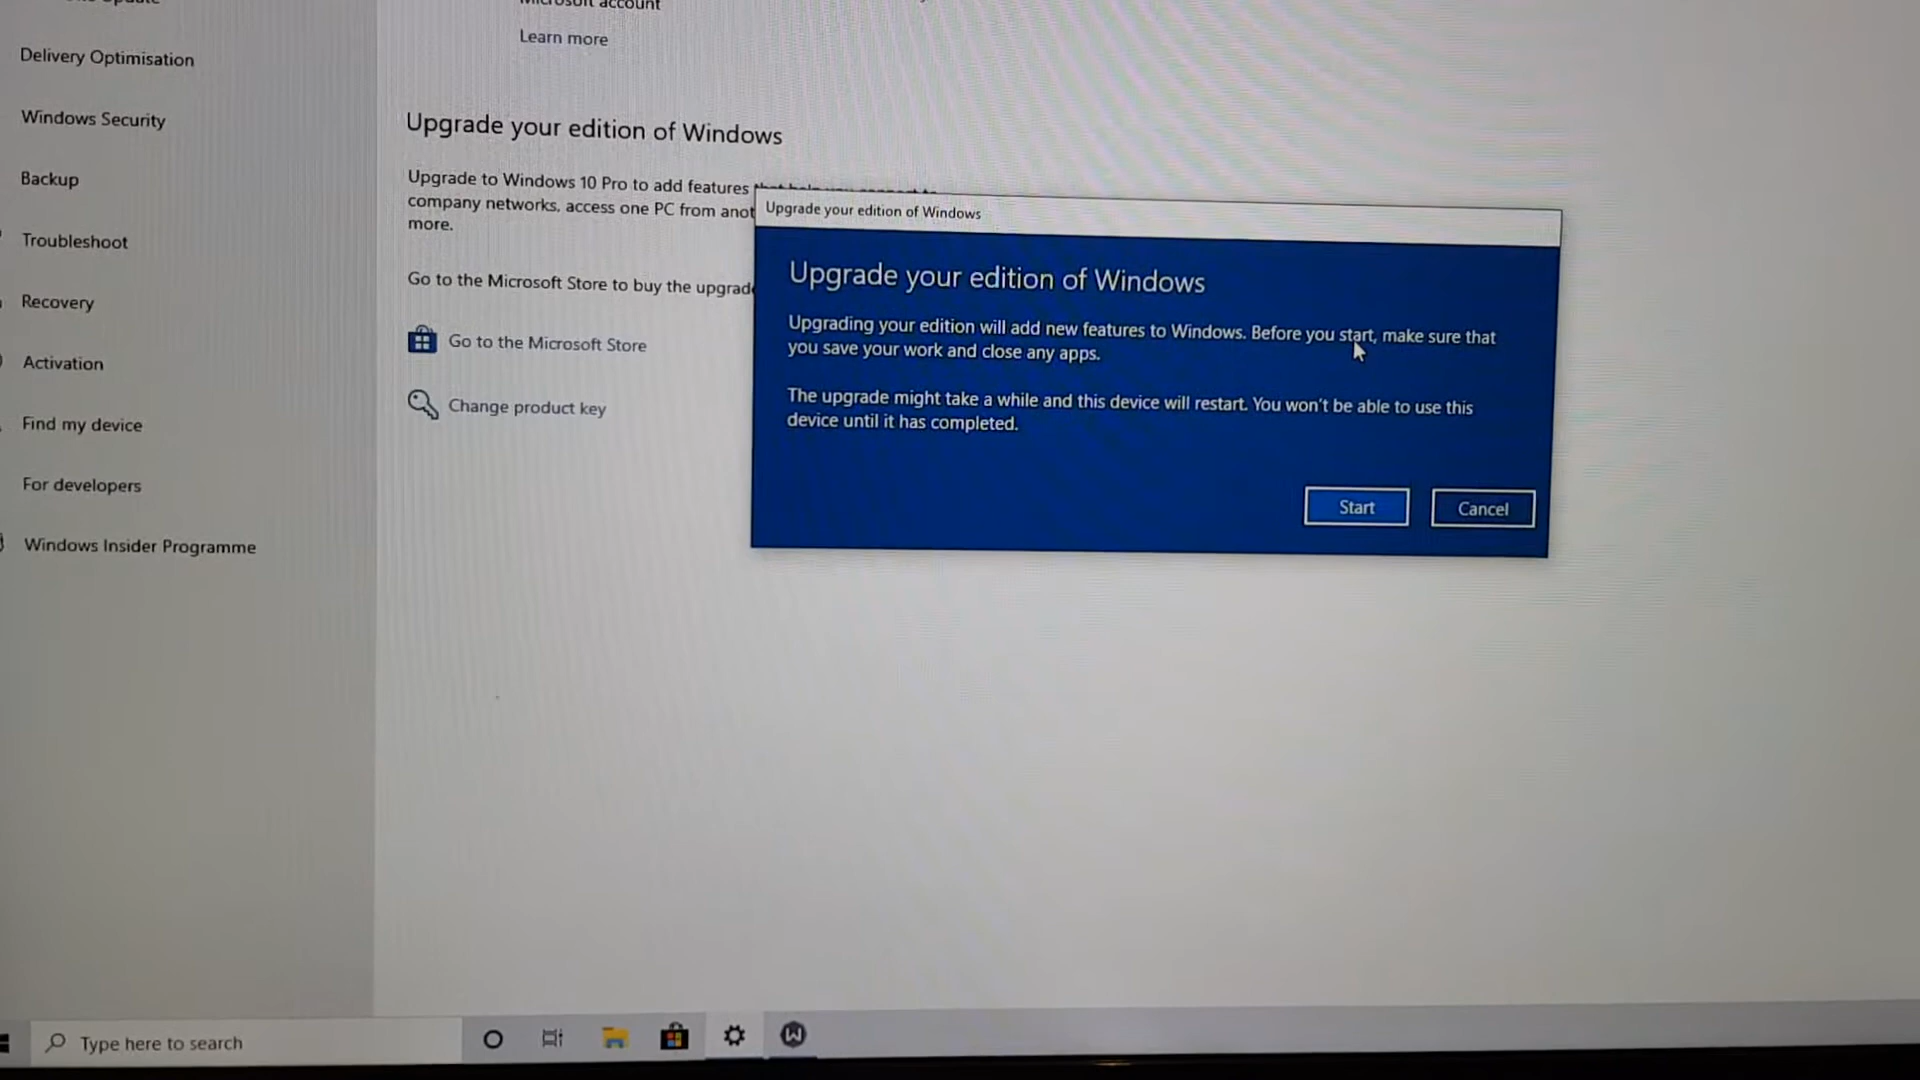 Update
Microsoft account
Learn more
Delivery Optimisation
Windows Security
Backup
Troubleshoot
Recovery
Activation
Find my device
For developers
Windows Insider Programme
Upgrade your edition of Windows
Upgrade to Windows 10 Pro to add features
company networks, access one PC from anot
more.
Go to the Microsoft Store to buy the upgrade
Go to the Microsoft Store
Change product key
Upgrade your edition of Windows
Upgrade your edition of Windows
Upgrading your edition will add new features to Windows. Before you start, make sure that
you save your work and close any apps.
The upgrade might take a while and this device will restart. You won't be able to use this
device until it has completed.
Start
Cancel
Type here to search